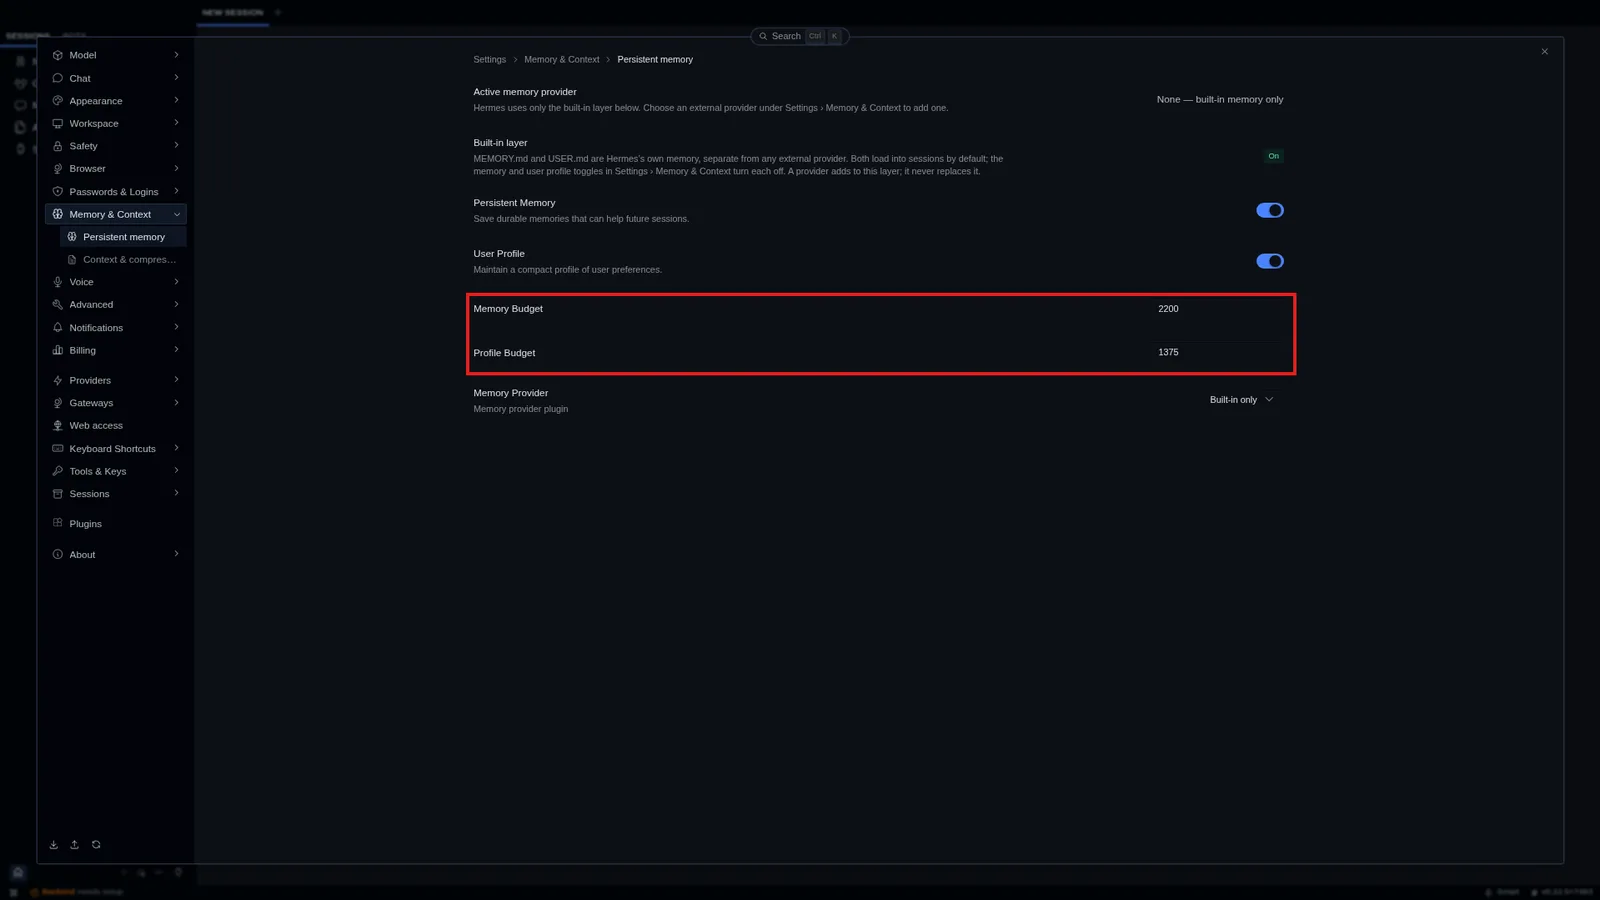 NEW SESSION
SESSIONS
Search Ctrl K
Model
Chat
Appearance
Workspace
Safety
Browser
Passwords & Logins
Memory & Context
Persistent memory
Context & compres...
Voice
Advanced
Notifications
Billing
Providers
Gateways
Web access
Keyboard Shortcuts
Tools & Keys
Sessions
Plugins
About
Settings > Memory & Context > Persistent memory
Active memory provider
Hermes uses only the built-in layer below. Choose an external provider under Settings › Memory & Context to add one.
None — built-in memory only
Built-in layer
MEMORY.md and USER.md are Hermes's own memory, separate from any external provider. Both load into sessions by default; the
memory and user profile toggles in Settings › Memory & Context turn each off. A provider adds to this layer; it never replaces it.
On
Persistent Memory
Save durable memories that can help future sessions.
User Profile
Maintain a compact profile of user preferences.
Memory Budget
2200
Profile Budget
1375
Memory Provider
Memory provider plugin
Built-in only
Backend needs setup